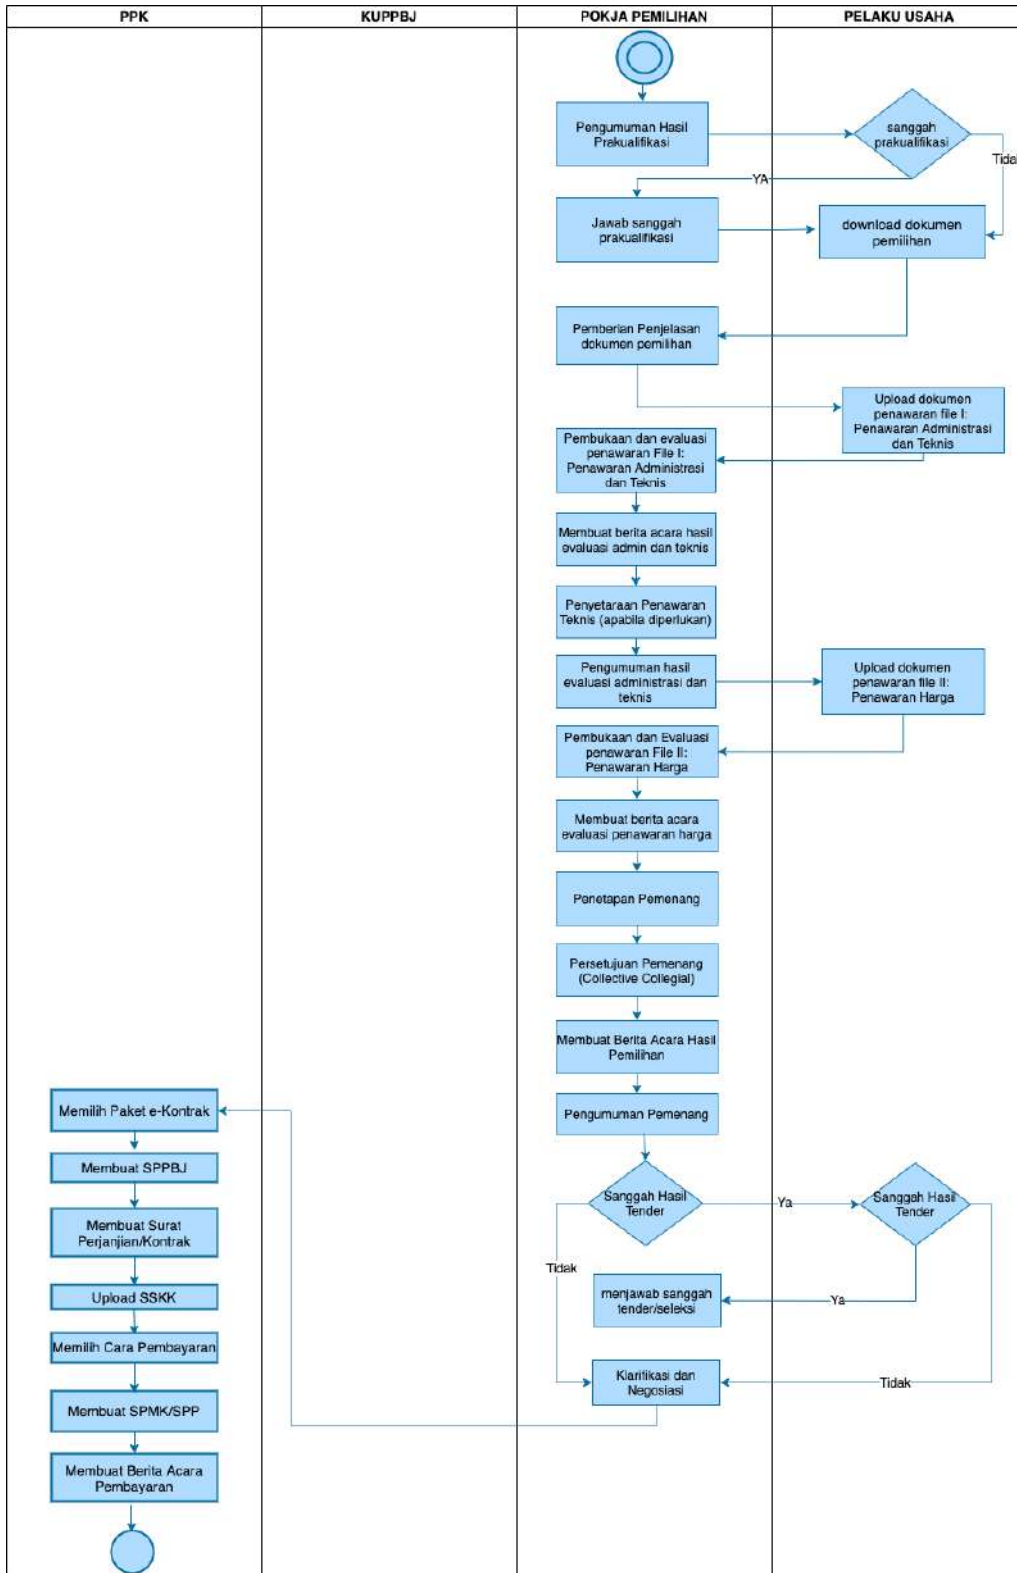 PPK
KUPPBJ
POKJA PEMILIHAN
PELAKU USAHA
Pengumuman Hasil
Prakualifikasi
sanggah
prakualifikasi
Tidak
YA
Jawab sanggah
prakualifikasi
download dokumen
pemilihan
Pemberian Penjelasan
dokumen pemilihan
Upload dokumen
penawaran file I:
Penawaran Administrasi
dan Teknis
Pembukaan dan evaluasi
penawaran File I:
Penawaran Administrasi
dan Teknis
Membuat berita acara hasil
evaluasi admin dan teknis
Penyetaraan Penawaran
Teknis (apabila diperlukan)
Pengumuman hasil
evaluasi administrasi dan
teknis
Upload dokumen
penawaran file II:
Penawaran Harga
Pembukaan dan Evaluasi
penawaran File II:
Penawaran Harga
Membuat berita acara
evaluasi penawaran harga
Penetapan Pemenang
Persetujuan Pemenang
(Collective Collegial)
Membuat Berita Acara Hasil
Pemilihan
Memilih Paket e-Kontrak
Pengumuman Pemenang
Membuat SPPBJ
Sanggah Hasil
Tender
Ya
Sanggah Hasil
Tender
Membuat Surat
Perjanjian/Kontrak
Tidak
Upload SSKK
menjawab sanggah
tender/seleksi
Ya
Memilih Cara Pembayaran
Klarifikasi dan
Negosiasi
Tidak
Membuat SPMK/SPP
Membuat Berita Acara
Pembayaran